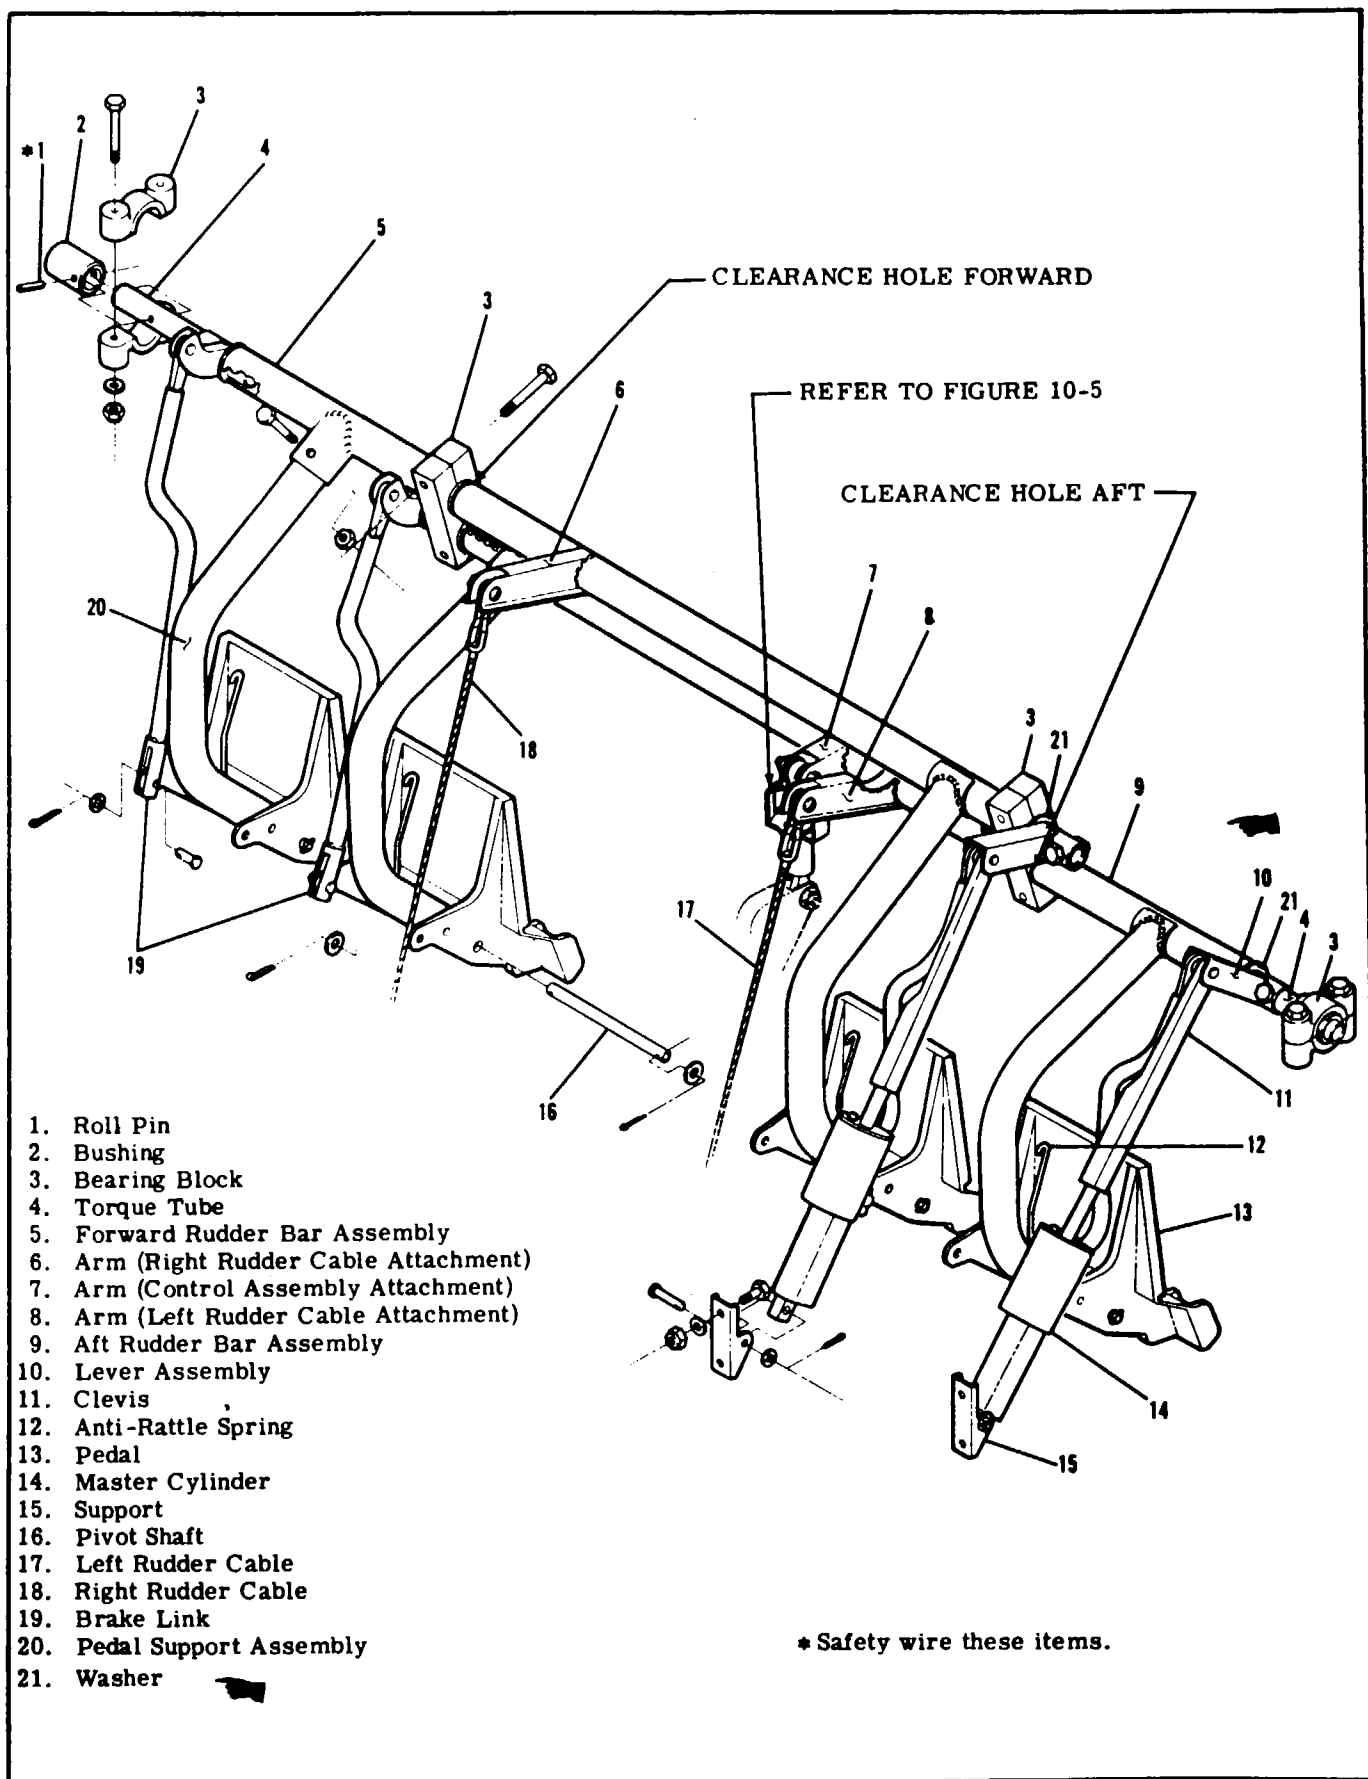 *1
2
3
4
5
CLEARANCE HOLE FORWARD
3
6
REFER TO FIGURE 10-5
CLEARANCE HOLE AFT
7
8
20
18
3
21
9
10
21
4
3
17
19
16
11
12
13
14
15
1. Roll Pin
2. Bushing
3. Bearing Block
4. Torque Tube
5. Forward Rudder Bar Assembly
6. Arm (Right Rudder Cable Attachment)
7. Arm (Control Assembly Attachment)
8. Arm (Left Rudder Cable Attachment)
9. Aft Rudder Bar Assembly
10. Lever Assembly
11. Clevis
12. Anti-Rattle Spring
13. Pedal
14. Master Cylinder
15. Support
16. Pivot Shaft
17. Left Rudder Cable
18. Right Rudder Cable
19. Brake Link
20. Pedal Support Assembly
21. Washer
* Safety wire these items.